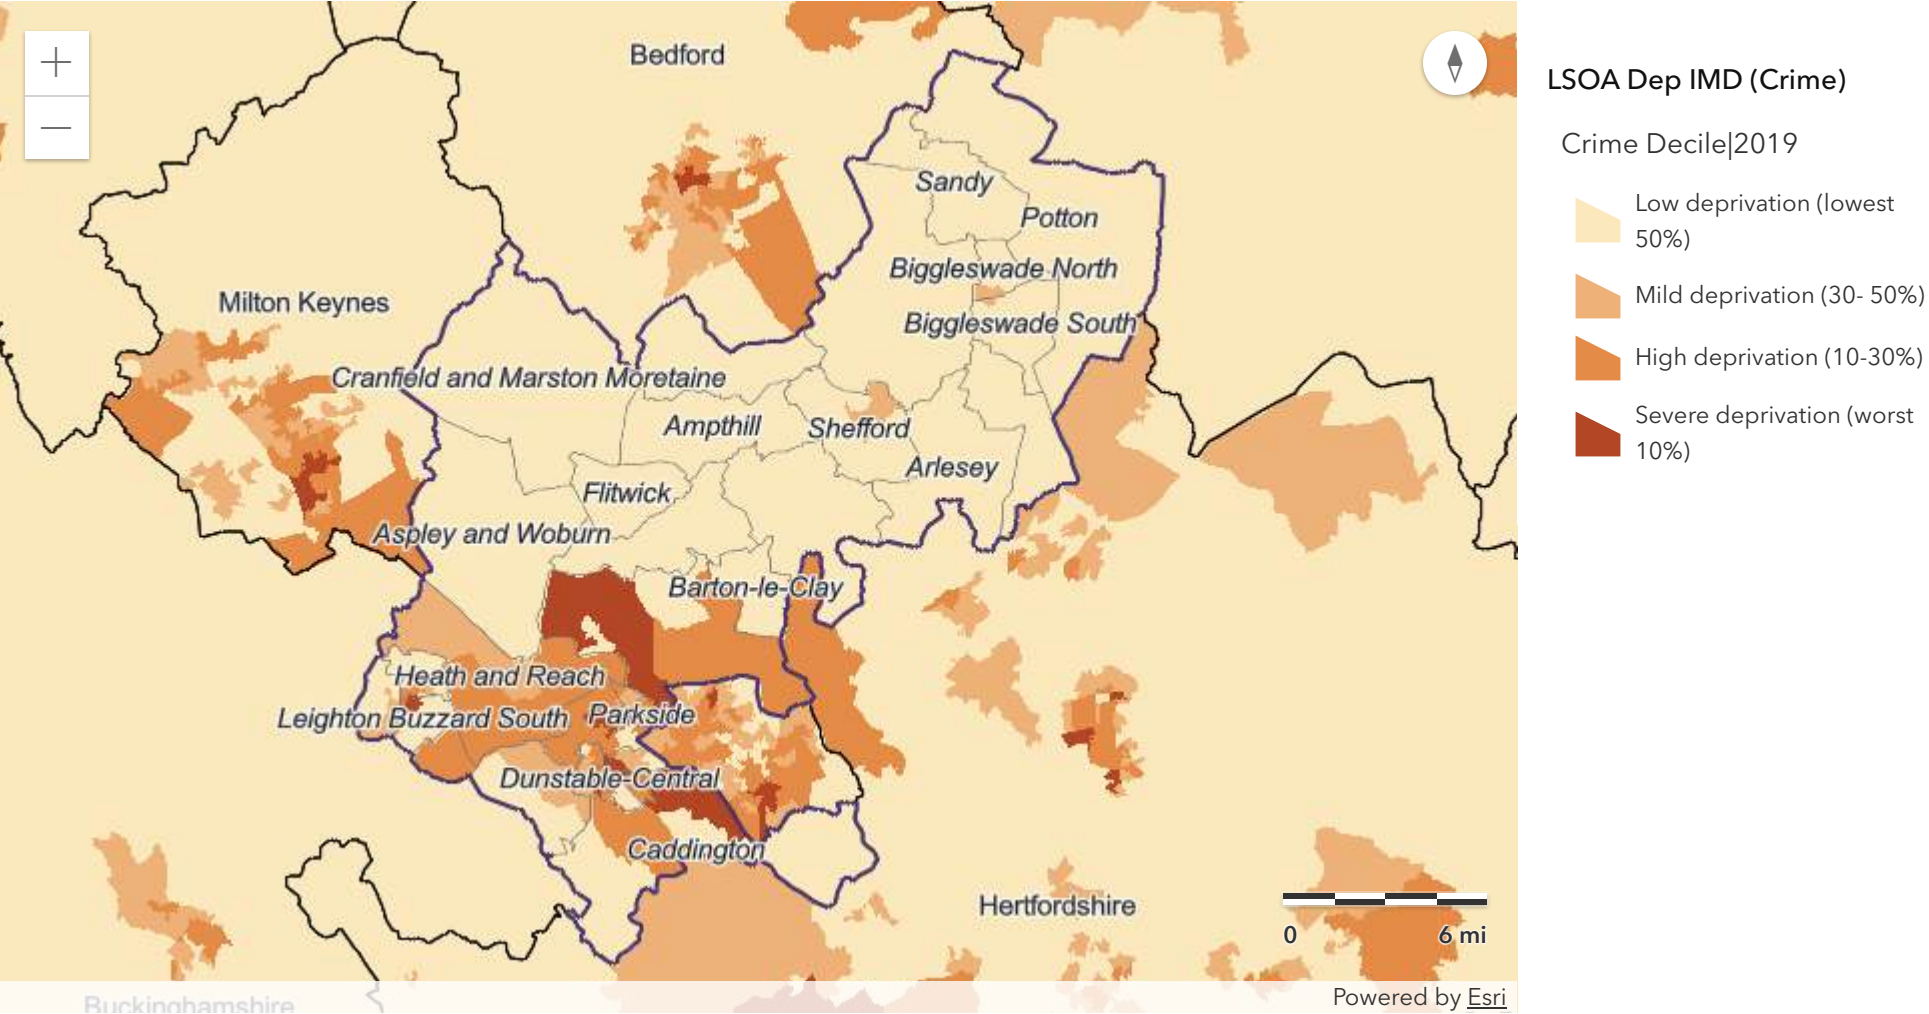 Bedford
Sandy
Potton
Biggleswade North
Milton Keynes
Biggleswade South
Cranfield and Marston Moretaine
Ampthill
Shefford
Arlesey
Flitwick
Aspley and Woburn
Barton-le-Clay
Heath and Reach
Leighton Buzzard South
Parkside
Dunstable-Central
Caddington
Hertfordshire
0
6 mi
Buckinghamshire
Powered by Esri
LSOA Dep IMD (Crime)
Crime Decile|2019
Low deprivation (lowest
50%)
Mild deprivation (30- 50%)
High deprivation (10-30%)
Severe deprivation (worst
10%)